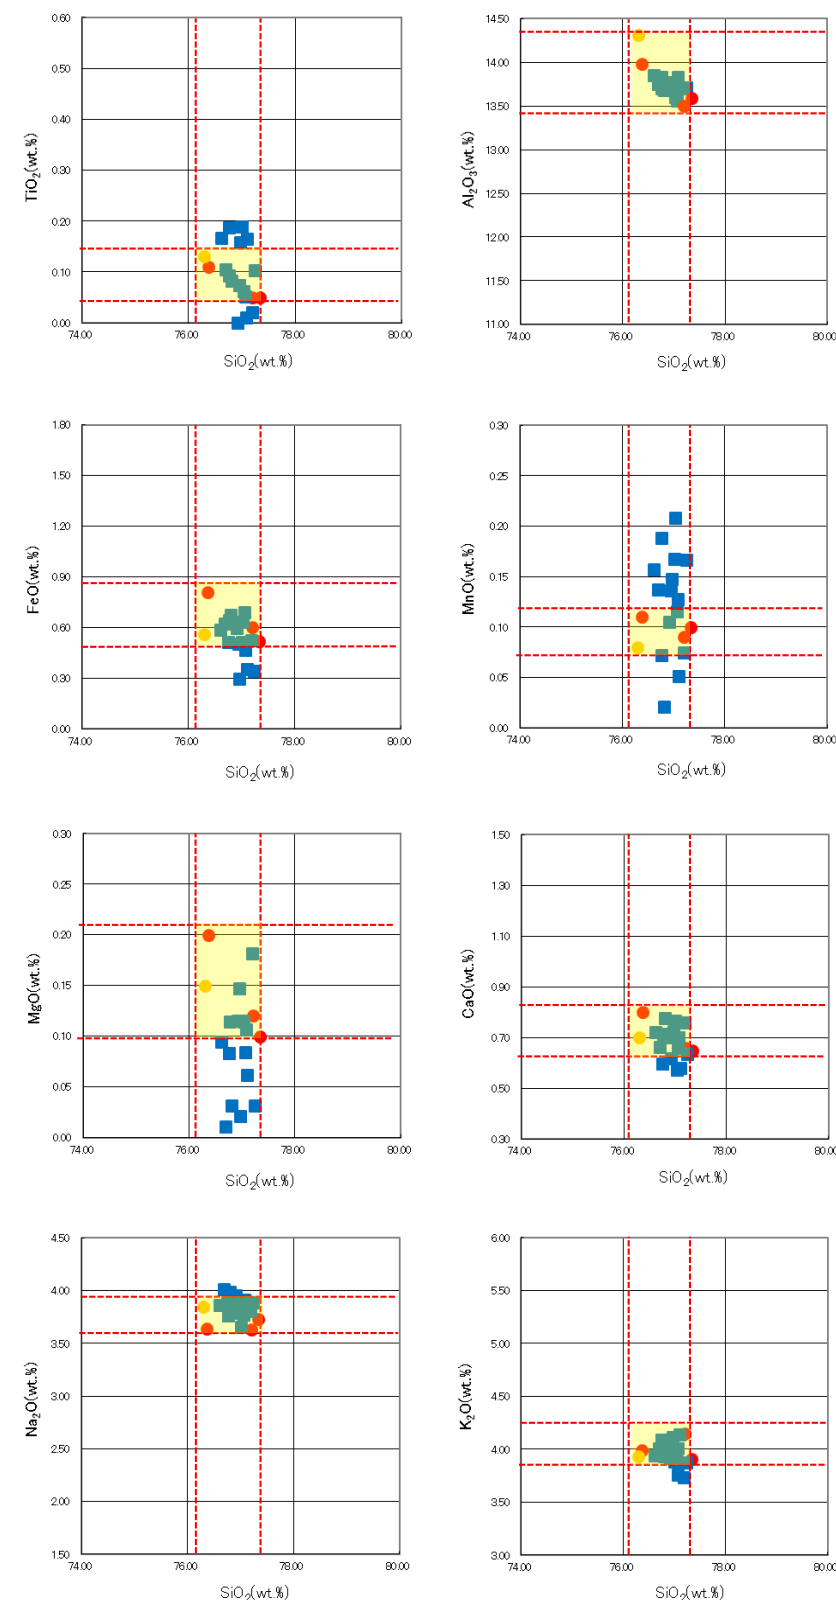 0.60
0.50
0.40
0.30
0.20
0.10
0.00
TiO2(wt.%)
74.00 76.00 78.00 80.00
SiO2(wt.%)
14.50
14.00
13.50
13.00
12.50
12.00
11.50
11.00
Al2O3(wt.%)
74.00 76.00 78.00 80.00
SiO2(wt.%)
1.80
1.50
1.20
0.90
0.60
0.30
0.00
FeO(wt.%)
74.00 76.00 78.00 80.00
SiO2(wt.%)
0.30
0.25
0.20
0.15
0.10
0.05
0.00
MnO(wt.%)
74.00 76.00 78.00 80.00
SiO2(wt.%)
0.30
0.25
0.20
0.15
0.10
0.05
0.00
MgO(wt.%)
74.00 76.00 78.00 80.00
SiO2(wt.%)
1.50
1.30
1.10
0.90
0.70
0.50
0.30
CaO(wt.%)
74.00 76.00 78.00 80.00
SiO2(wt.%)
4.50
4.00
3.50
3.00
2.50
2.00
1.50
Na2O(wt.%)
74.00 76.00 78.00 80.00
SiO2(wt.%)
6.00
5.50
5.00
4.50
4.00
3.50
3.00
K2O(wt.%)
74.00 76.00 78.00 80.00
SiO2(wt.%)